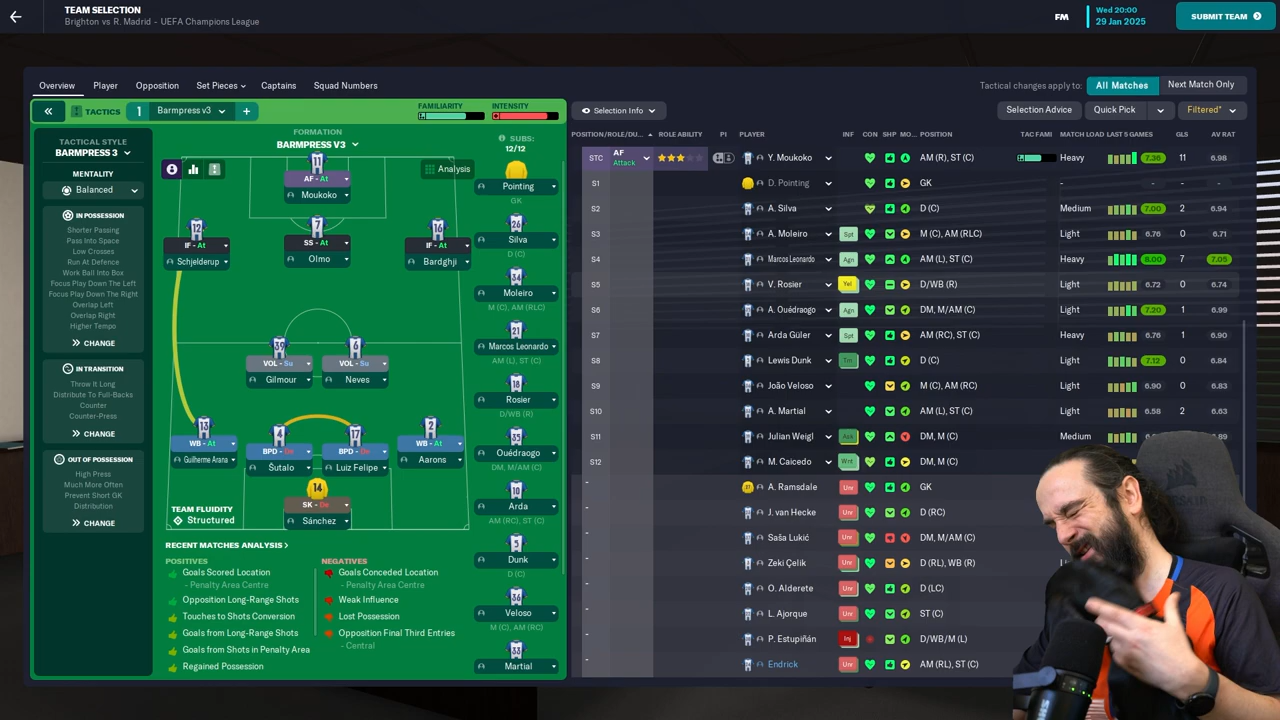 TEAM SELECTION
Brighton vs R. Madrid - UEFA Champions League
FM
Wed 20:00
29 Jan 2025
SUBMIT TEAM
Overview Player Opposition Set Pieces Captains Squad Numbers
Tactical changes apply to: All Matches Next Match Only
TACTICS 1 Barmpress v3 +
FAMILIARITY
INTENSITY
Selection Info
Selection Advice Quick Pick Filtered*
TACTICAL STYLE
BARMPRESS 3
MENTALITY
Balanced
IN POSSESSION
Shorter Passing
Pass Into Space
Low Crosses
Run At Defence
Work Ball Into Box
Focus Play Down The Left
Focus Play Down The Right
Overlap Left
Overlap Right
Higher Tempo
CHANGE
IN TRANSITION
Throw It Long
Distribute To Full-Backs
Counter
Counter-Press
CHANGE
OUT OF POSSESSION
High Press
Much More Often
Prevent Short GK
Distribution
CHANGE
FORMATION
BARMPRESS V3
Analysis
11
AF - At
Moukoko
12
IF - At
Schjelderup
7
SS - At
Olmo
16
IF - At
Bardghji
VOL - Su
Gilmour
6
VOL - Su
Neves
13
WB - At
Guilherme Arana
4
BPD - De
Šutalo
17
BPD - De
Luiz Felipe
2
WB - At
Aarons
14
SK - De
Sánchez
TEAM FLUIDITY
Structured
RECENT MATCHES ANALYSIS
POSITIVES
Goals Scored Location
- Penalty Area Centre
Opposition Long-Range Shots
Touches to Shots Conversion
Goals from Long-Range Shots
Goals from Shots in Penalty Area
Regained Possession
NEGATIVES
Goals Conceded Location
- Penalty Area Centre
Weak Influence
Lost Possession
Opposition Final Third Entries
- Central
SUBS:
12/12
Pointing
GK
26
Silva
D (C)
34
Moleiro
M (C), AM (RLC)
21
Marcos Leonardo
AM (L), ST (C)
18
Rosier
D/WB (R)
35
Ouédraogo
DM, M/AM (C)
10
Arda
AM (RC), ST (C)
5
Dunk
D (C)
36
Veloso
M (C), AM (RC)
33
Martial
POSITION/ROLE/DU... ROLE ABILITY PI PLAYER INF CON SHP MO... POSITION TAC FAMI MATCH LOAD LAST 5 GAMES GLS AV RAT
STC AF Attack Y. Moukoko AM (R), ST (C) Heavy 7.36 11 6.98
S1 D. Pointing GK - - - -
S2 A. Silva D (C) Medium 7.00 2 6.94
S3 A. Moleiro Spt M (C), AM (RLC) Light 6.76 0 6.71
S4 Marcos Leonardo Agn AM (L), ST (C) Heavy 8.00 7 7.05
S5 V. Rosier Yel D/WB (R) Light 6.72 0 6.74
S6 A. Ouédraogo Agn DM, M/AM (C) Light 7.20 1 6.99
S7 Arda Güler Spt AM (RC), ST (C) Heavy 6.76 1 6.90
S8 Lewis Dunk Trn D (C) Light 7.12 0 6.84
S9 João Veloso M (C), AM (RC) Light 6.90 0 6.83
S10 A. Martial AM (L), ST (C) Light 6.58 2 6.63
S11 Julian Weigl Ask DM, M (C) Medium
S12 M. Caicedo Wnt DM, M (C)
- A. Ramsdale Unr GK
- J. van Hecke Unr D (RC)
- Saša Lukić Unr DM, M/AM (C)
- Zeki Çelik Unr D (RL), WB (R)
- O. Alderete Unr D (LC)
- L. Ajorque Unr ST (C)
- P. Estupiñán Inj D/WB/M (L)
- Endrick Unr AM (RL), ST (C)